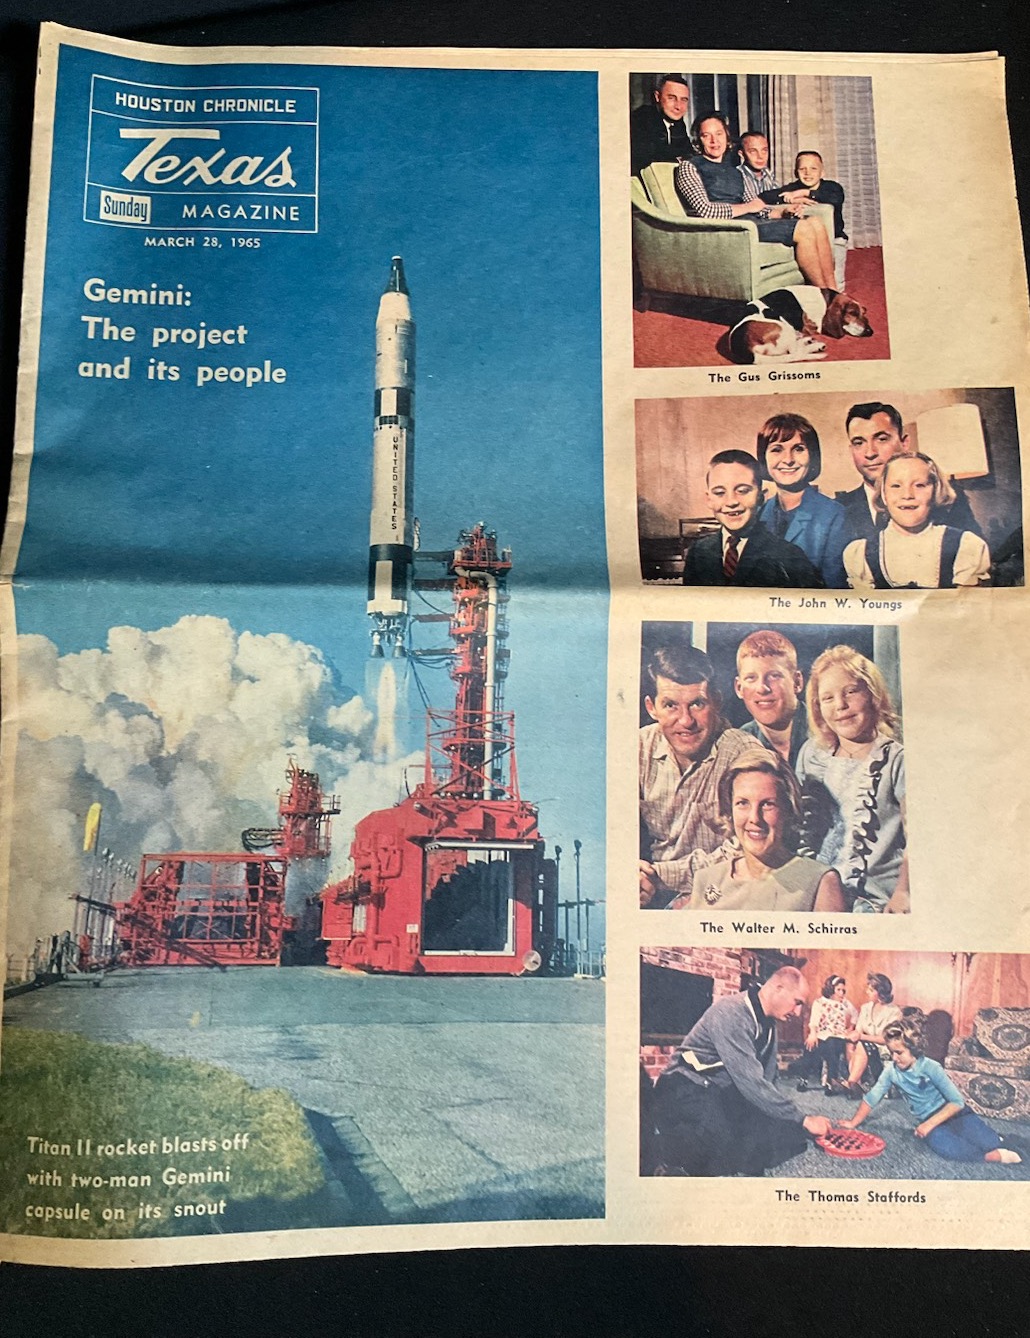 HOUSTON CHRONICLE
Texas
Sunday MAGAZINE
MARCH 28, 1965
Gemini:
The project
and its people
UNITED STATES
Titan II rocket blasts off
with two-man Gemini
capsule on its snout
The Gus Grissoms
The John W. Youngs
The Walter M. Schirras
The Thomas Staffords